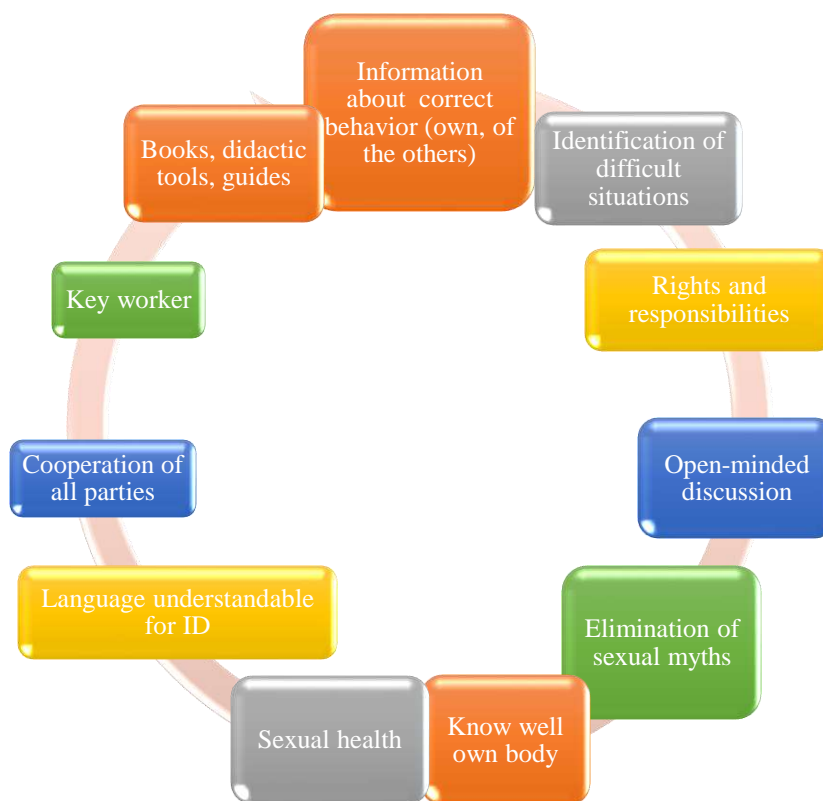 Information
about correct
behavior (own, of
the others)
Identification of
difficult
situations
Rights and
responsibilities
Open-minded
discussion
Elimination of
sexual myths
Know well
own body
Sexual health
Language understandable
for ID
Cooperation of
all parties
Key worker
Books, didactic
tools, guides